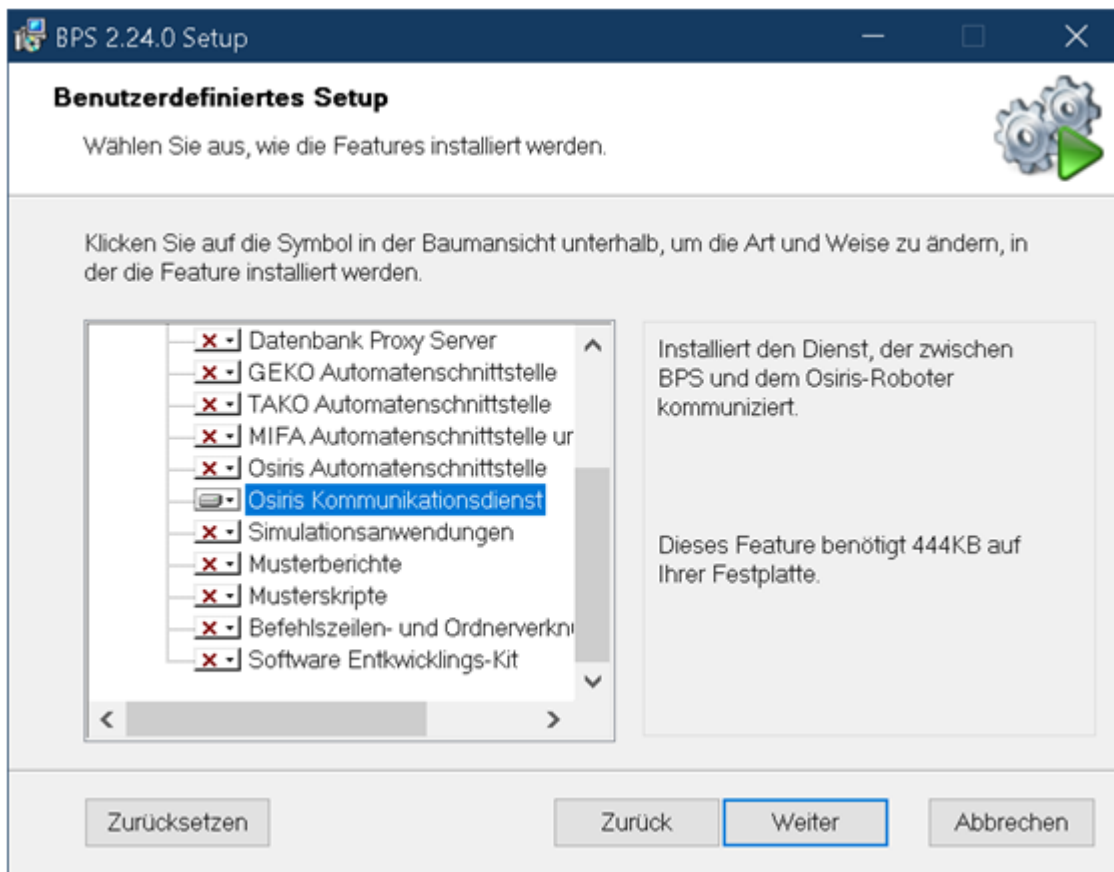 BPS 2.24.0 Setup
Benutzerdefiniertes Setup
Wählen Sie aus, wie die Features installiert werden.
Klicken Sie auf die Symbol in der Baumansicht unterhalb, um die Art und Weise zu ändern, in
der die Feature installiert werden.
Datenbank Proxy Server
GEKO Automatenschnittstelle
TAKO Automatenschnittstelle
MIFA Automatenschnittstelle ur
Osiris Automatenschnittstelle
Osiris Kommunikationsdienst
Simulationsanwendungen
Musterberichte
Musterskripte
Befehlszeilen- und Ordnerverkn
Software Entkwicklings-Kit
Installiert den Dienst, der zwischen
BPS und dem Osiris-Roboter
kommuniziert.
Dieses Feature benötigt 444KB auf
Ihrer Festplatte.
Zurücksetzen
Zurück
Weiter
Abbrechen